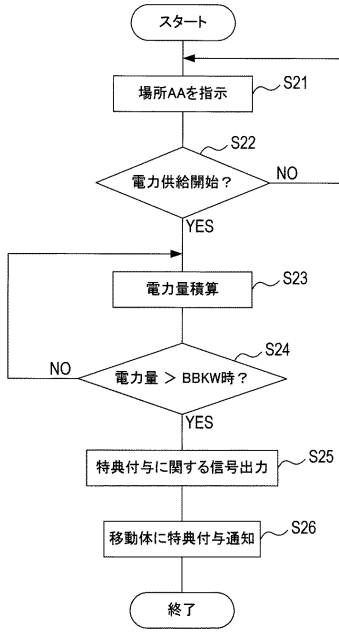 スタート
場所AAを指示
S21
電力供給開始？
S22
NO
YES
電力量積算
S23
電力量 > BBKW時？
S24
NO
YES
特典付与に関する信号出力
S25
移動体に特典付与通知
S26
終了